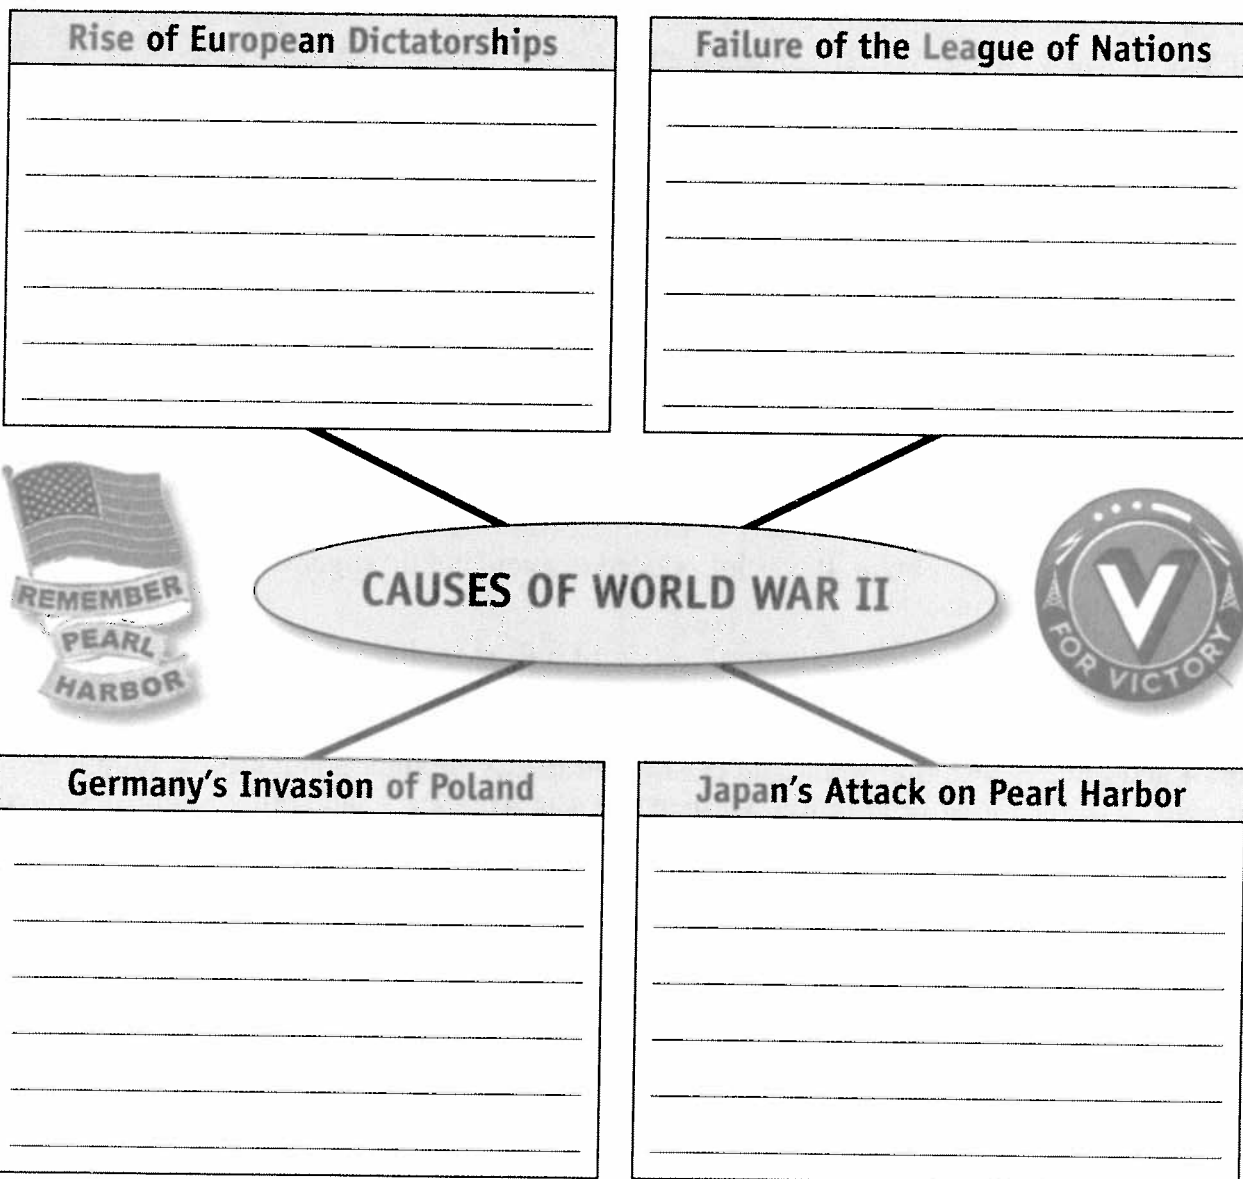 Rise of European Dictatorships
Failure of the League of Nations
REMEMBER
PEARL
HARBOR
CAUSES OF WORLD WAR II
V
FOR VICTORY
Germany's Invasion of Poland
Japan's Attack on Pearl Harbor